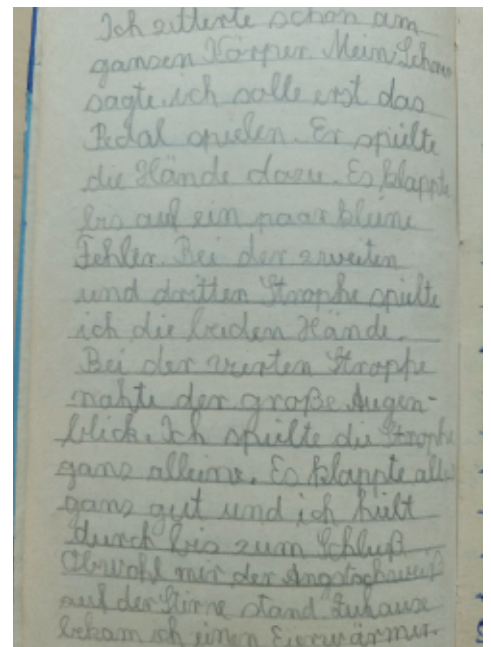 Ich zitterte schon am
ganzen Körper. Mein Lehrer
sagte, ich solle erst das
Pedal spielen. Er spielte
die Hände dazu. Es klappte
bis auf ein paar kleine
Fehler. Bei der zweiten
und dritten Strophe spielte
ich die beiden Hände.
Bei der vierten Stroppe
nahte der große Augen-
blick. Ich spielte die Strophe
ganz alleine. Es klappte alles
ganz gut und ich hielt
durch bis zum Schluß
Obwohl mir der Angstschweiß
auf der Stirne stand. Zuhause
bekam ich einen Eierwärmer.